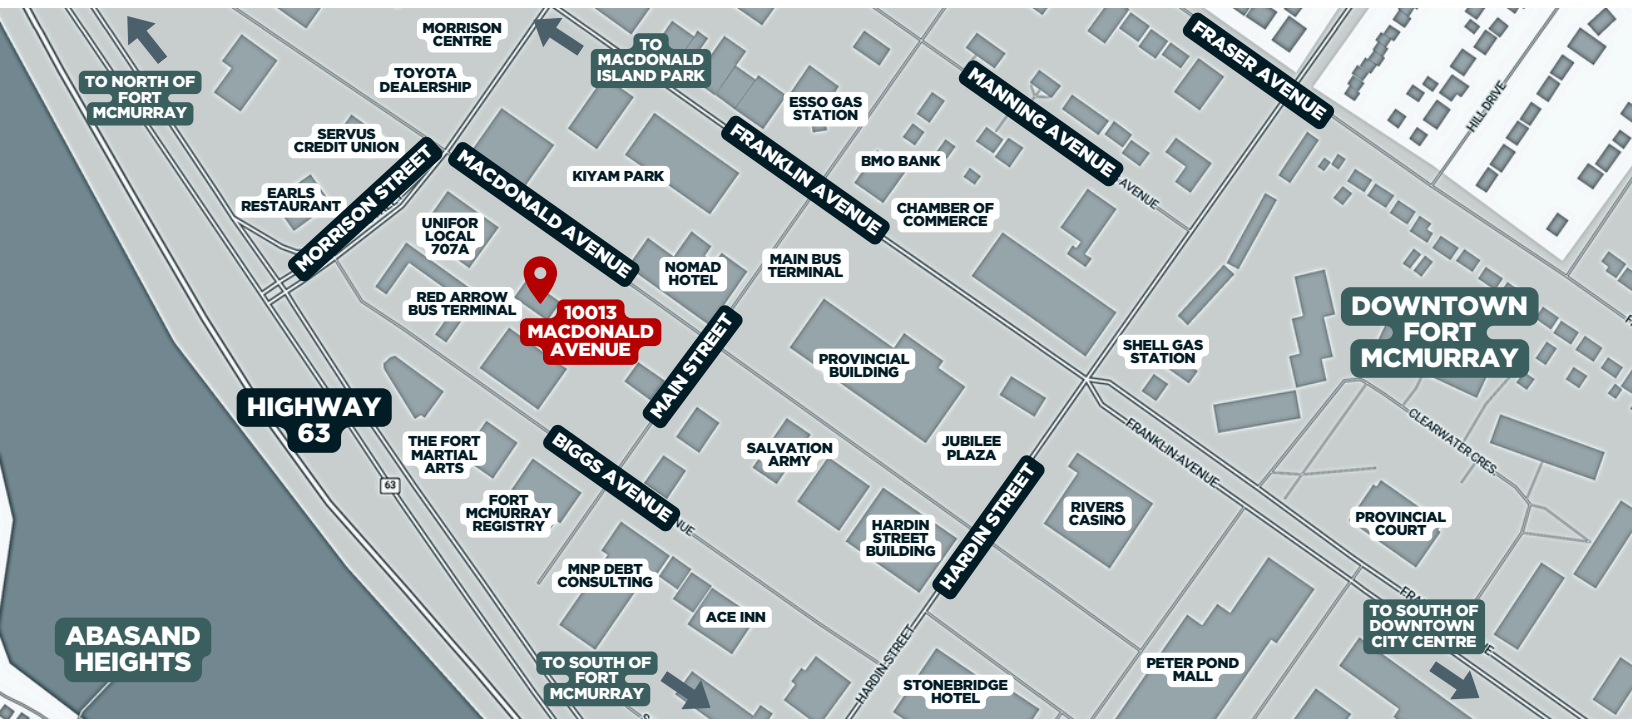 MORRISON
CENTRE
TO
MACDONALD
ISLAND PARK
FRASER AVENUE
TO NORTH OF
FORT
MCMURRAY
TOYOTA
DEALERSHIP
ESSO GAS
STATION
MANNING AVENUE
AVENUE
HILL DRIVE
SERVUS
CREDIT UNION
MORRISON STREET
MACDONALD AVENUE
KIYAM PARK
FRANKLIN AVENUE
BMO BANK
EARLS
RESTAURANT
UNIFOR
LOCAL
707A
CHAMBER OF
COMMERCE
NOMAD
HOTEL
MAIN BUS
TERMINAL
RED ARROW
BUS TERMINAL
10013
MACDONALD
AVENUE
MAIN STREET
PROVINCIAL
BUILDING
SHELL GAS
STATION
DOWNTOWN
FORT
MCMURRAY
HIGHWAY
63
63
THE FORT
MARTIAL
ARTS
BIGGS AVENUE
NUE
SALVATION
ARMY
JUBILEE
PLAZA
FRANKLIN AVENUE
CLEARWATER CRES.
FORT
MCMURRAY
REGISTRY
HARDIN
STREET
BUILDING
HARDIN STREET
RIVERS
CASINO
PROVINCIAL
COURT
MNP DEBT
CONSULTING
ACE INN
HARDIN STREET
FRA
TO SOUTH OF
DOWNTOWN
CITY CENTRE
ABASAND
HEIGHTS
TO SOUTH OF
FORT
MCMURRAY
STONEBRIDGE
HOTEL
PETER POND
MALL